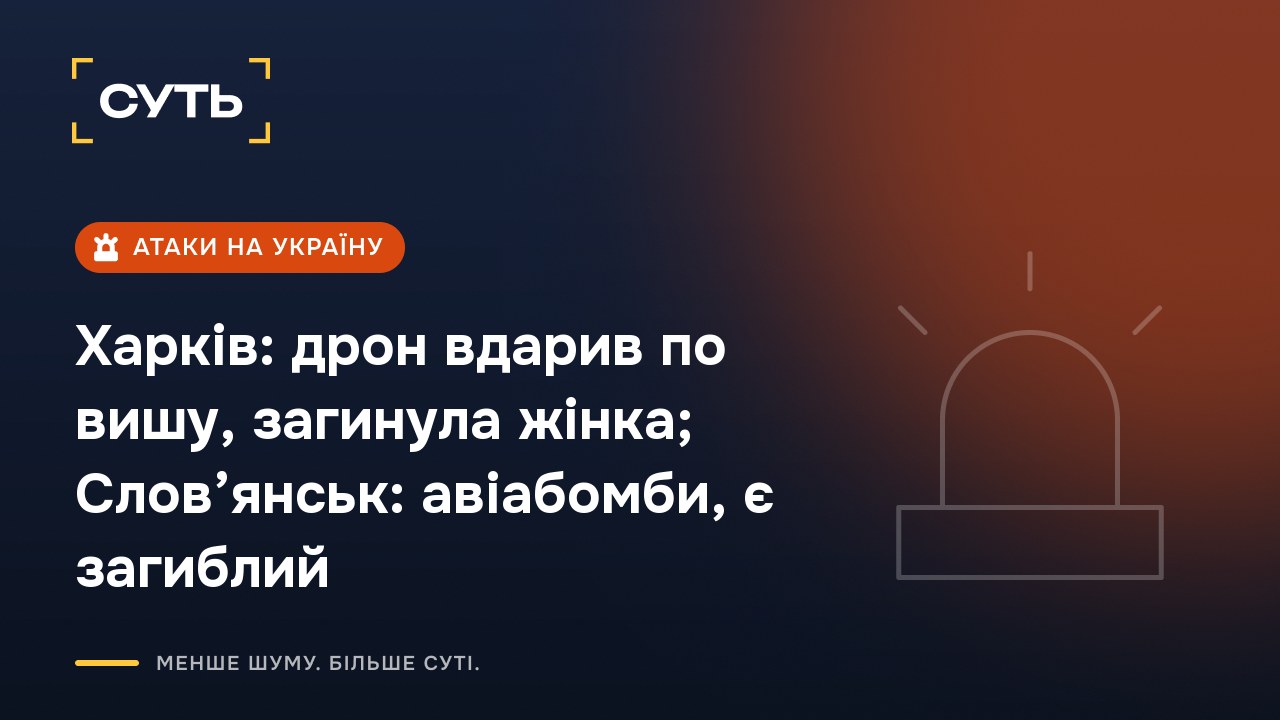 СУТЬ
АТАКИ НА УКРАЇНУ
Харків: дрон вдарив по
вишу, загинула жінка;
Слов’янськ: авіабомби, є
загиблий
МЕНШЕ ШУМУ. БІЛЬШЕ СУТІ.